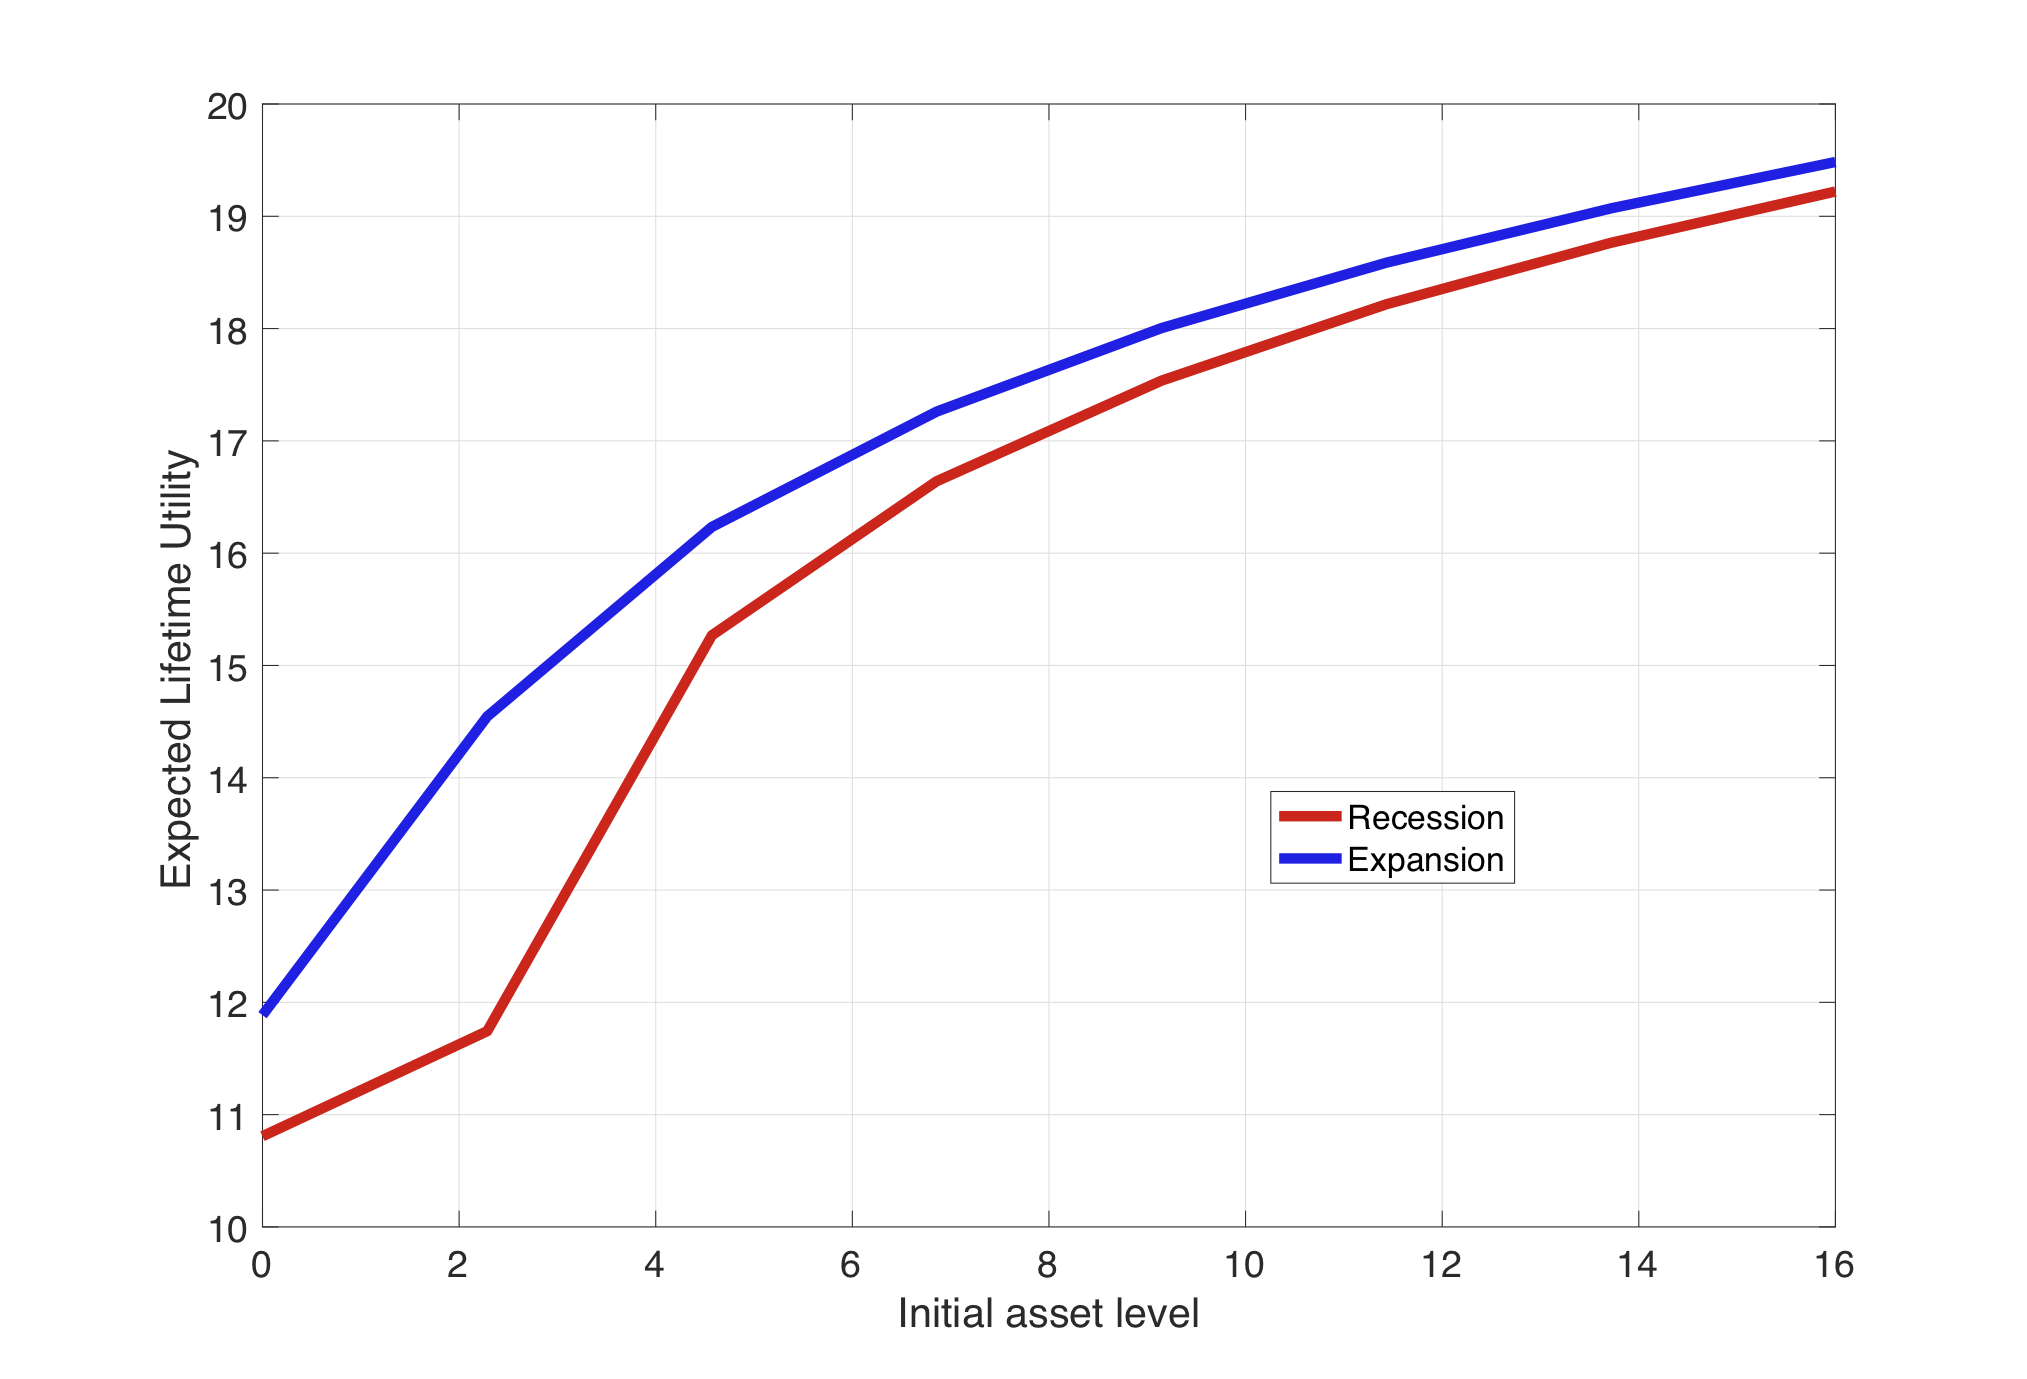 20
19
18
17
16
15
14
13
12
11
10
Expected Lifetime Utility
Recession
Expansion
0 2 4 6 8 10 12 14 16
Initial asset level